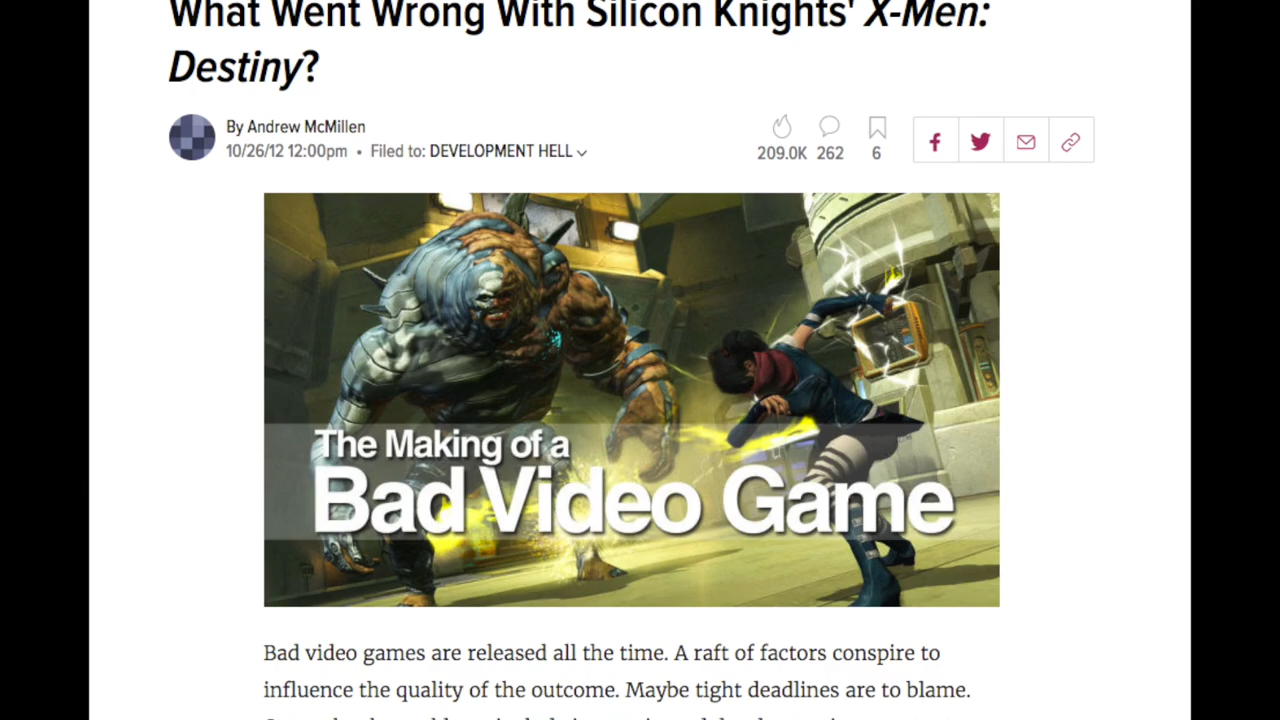 What Went Wrong With Silicon Knights' X-Men:
Destiny?
By Andrew McMillen
10/26/12 12:00pm • Filed to: DEVELOPMENT HELL
209.0K 262 6
The Making of a
Bad Video Game
Bad video games are released all the time. A raft of factors conspire to
influence the quality of the outcome. Maybe tight deadlines are to blame.